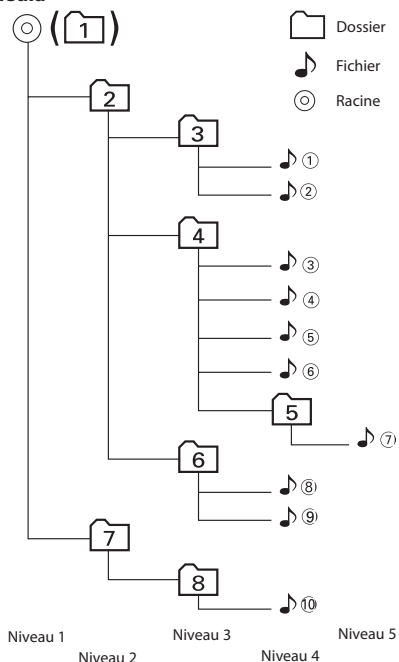 ( 1 )
Dossier
Fichier
Racine
2
3
①
②
4
③
④
⑤
⑥
5
⑦
6
⑧
⑨
7
8
⑩
Niveau 1
Niveau 2
Niveau 3
Niveau 4
Niveau 5